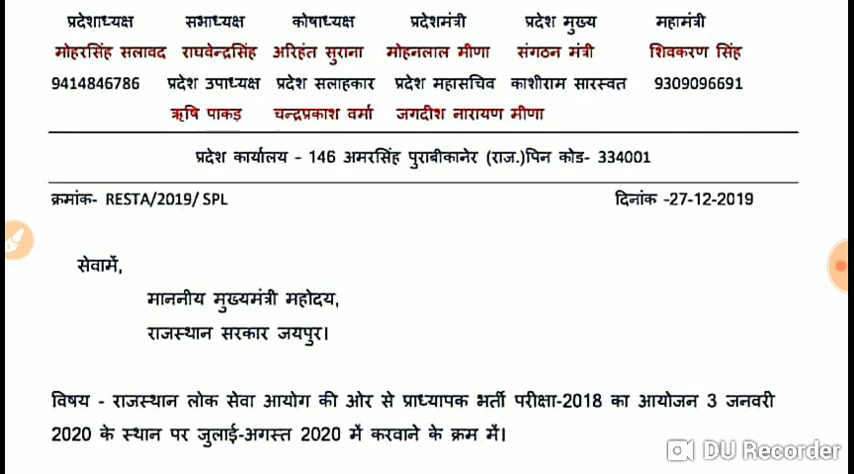 प्रदेशाध्यक्ष सभाध्यक्ष कोषाध्यक्ष प्रदेशमंत्री प्रदेश मुख्य महामंत्री
मोहरसिंह सलावद राघवेन्द्रसिंह अरिहंत सुराना मोहनलाल मीणा संगठन मंत्री शिवकरण सिंह
9414846786 प्रदेश उपाध्यक्ष प्रदेश सलाहकार प्रदेश महासचिव काशीराम सारस्वत 9309096691
ऋषि पाकड़ चन्द्रप्रकाश वर्मा जगदीश नारायण मीणा
प्रदेश कार्यालय - 146 अमरसिंह पुराबीकानेर (राज.)पिन कोड- 334001
क्रमांक- RESTA/2019/ SPL दिनांक -27-12-2019
सेवामें,
माननीय मुख्यमंत्री महोदय,
राजस्थान सरकार जयपुर।
विषय - राजस्थान लोक सेवा आयोग की ओर से प्राध्यापक भर्ती परीक्षा-2018 का आयोजन 3 जनवरी
2020 के स्थान पर जुलाई-अगस्त 2020 में करवाने के क्रम में।
DU Recorder